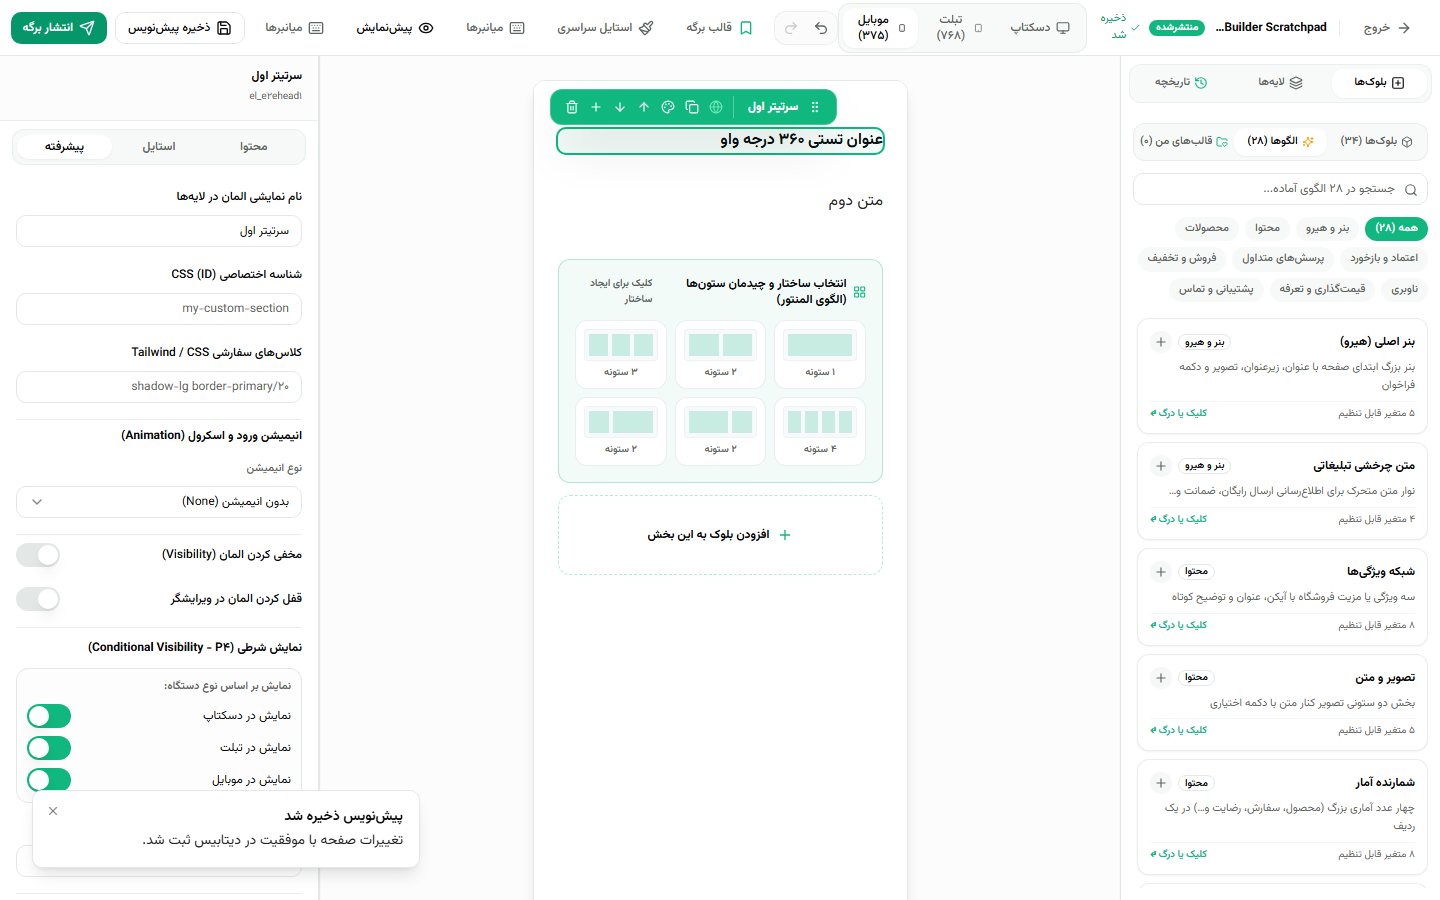 خروج
Builder Scratchpad...
منتشرشده
ذخیره شد
دسکتاپ
تبلت (۷۶۸)
موبایل (۳۷۵)
قالب برگه
استایل سراسری
میانبرها
پیش‌نمایش
میانبرها
ذخیره پیش‌نویس
انتشار برگه
بلوک‌ها
لایه‌ها
تاریخچه
بلوک‌ها (۳۴)
الگوها (۲۸)
قالب‌های من (۰)
جستجو در ۲۸ الگوی آماده...
همه (۲۸)
بنر و هیرو
محتوا
محصولات
اعتماد و بازخورد
پرسش‌های متداول
فروش و تخفیف
ناوبری
قیمت‌گذاری و تعرفه
پشتیبانی و تماس
بنر اصلی (هیرو)
بنر و هیرو
بنر بزرگ ابتدای صفحه با عنوان، زیرعنوان، تصویر و دکمه
فراخوان
۵ متغیر قابل تنظیم
کلیک یا درگ
متن چرخشی تبلیغاتی
بنر و هیرو
نوار متن متحرک برای اطلاع‌رسانی ارسال رایگان، ضمانت و...
۴ متغیر قابل تنظیم
کلیک یا درگ
شبکه ویژگی‌ها
محتوا
سه ویژگی یا مزیت فروشگاه با آیکن، عنوان و توضیح کوتاه
۸ متغیر قابل تنظیم
کلیک یا درگ
تصویر و متن
محتوا
بخش دو ستونی تصویر کنار متن با دکمه اختیاری
۵ متغیر قابل تنظیم
کلیک یا درگ
شمارنده آمار
محتوا
چهار عدد آماری بزرگ (محصول، سفارش، رضایت و...) در یک
ردیف
۸ متغیر قابل تنظیم
کلیک یا درگ
سرتیتر اول
عنوان تستی ۳۶۰ درجه واو
متن دوم
انتخاب ساختار و چیدمان ستون‌ها
(الگوی المنتور)
کلیک برای ایجاد
ساختار
۱ ستونه
۲ ستونه
۳ ستونه
۴ ستونه
۲ ستونه
۲ ستونه
افزودن بلوک به این بخش
سرتیتر اول
el_e۲ehead۱
محتوا
استایل
پیشرفته
نام نمایشی المان در لایه‌ها
سرتیتر اول
شناسه اختصاصی CSS (ID)
my-custom-section
کلاس‌های سفارشی Tailwind / CSS
shadow-lg border-primary/۲۰
انیمیشن ورود و اسکرول (Animation)
نوع انیمیشن
بدون انیمیشن (None)
مخفی کردن المان (Visibility)
قفل کردن المان در ویرایشگر
نمایش شرطی (Conditional Visibility - P۴)
نمایش بر اساس نوع دستگاه:
نمایش در دسکتاپ
نمایش در تبلت
نمایش در موبایل
پیش‌نویس ذخیره شد
تغییرات صفحه با موفقیت در دیتابیس ثبت شد.